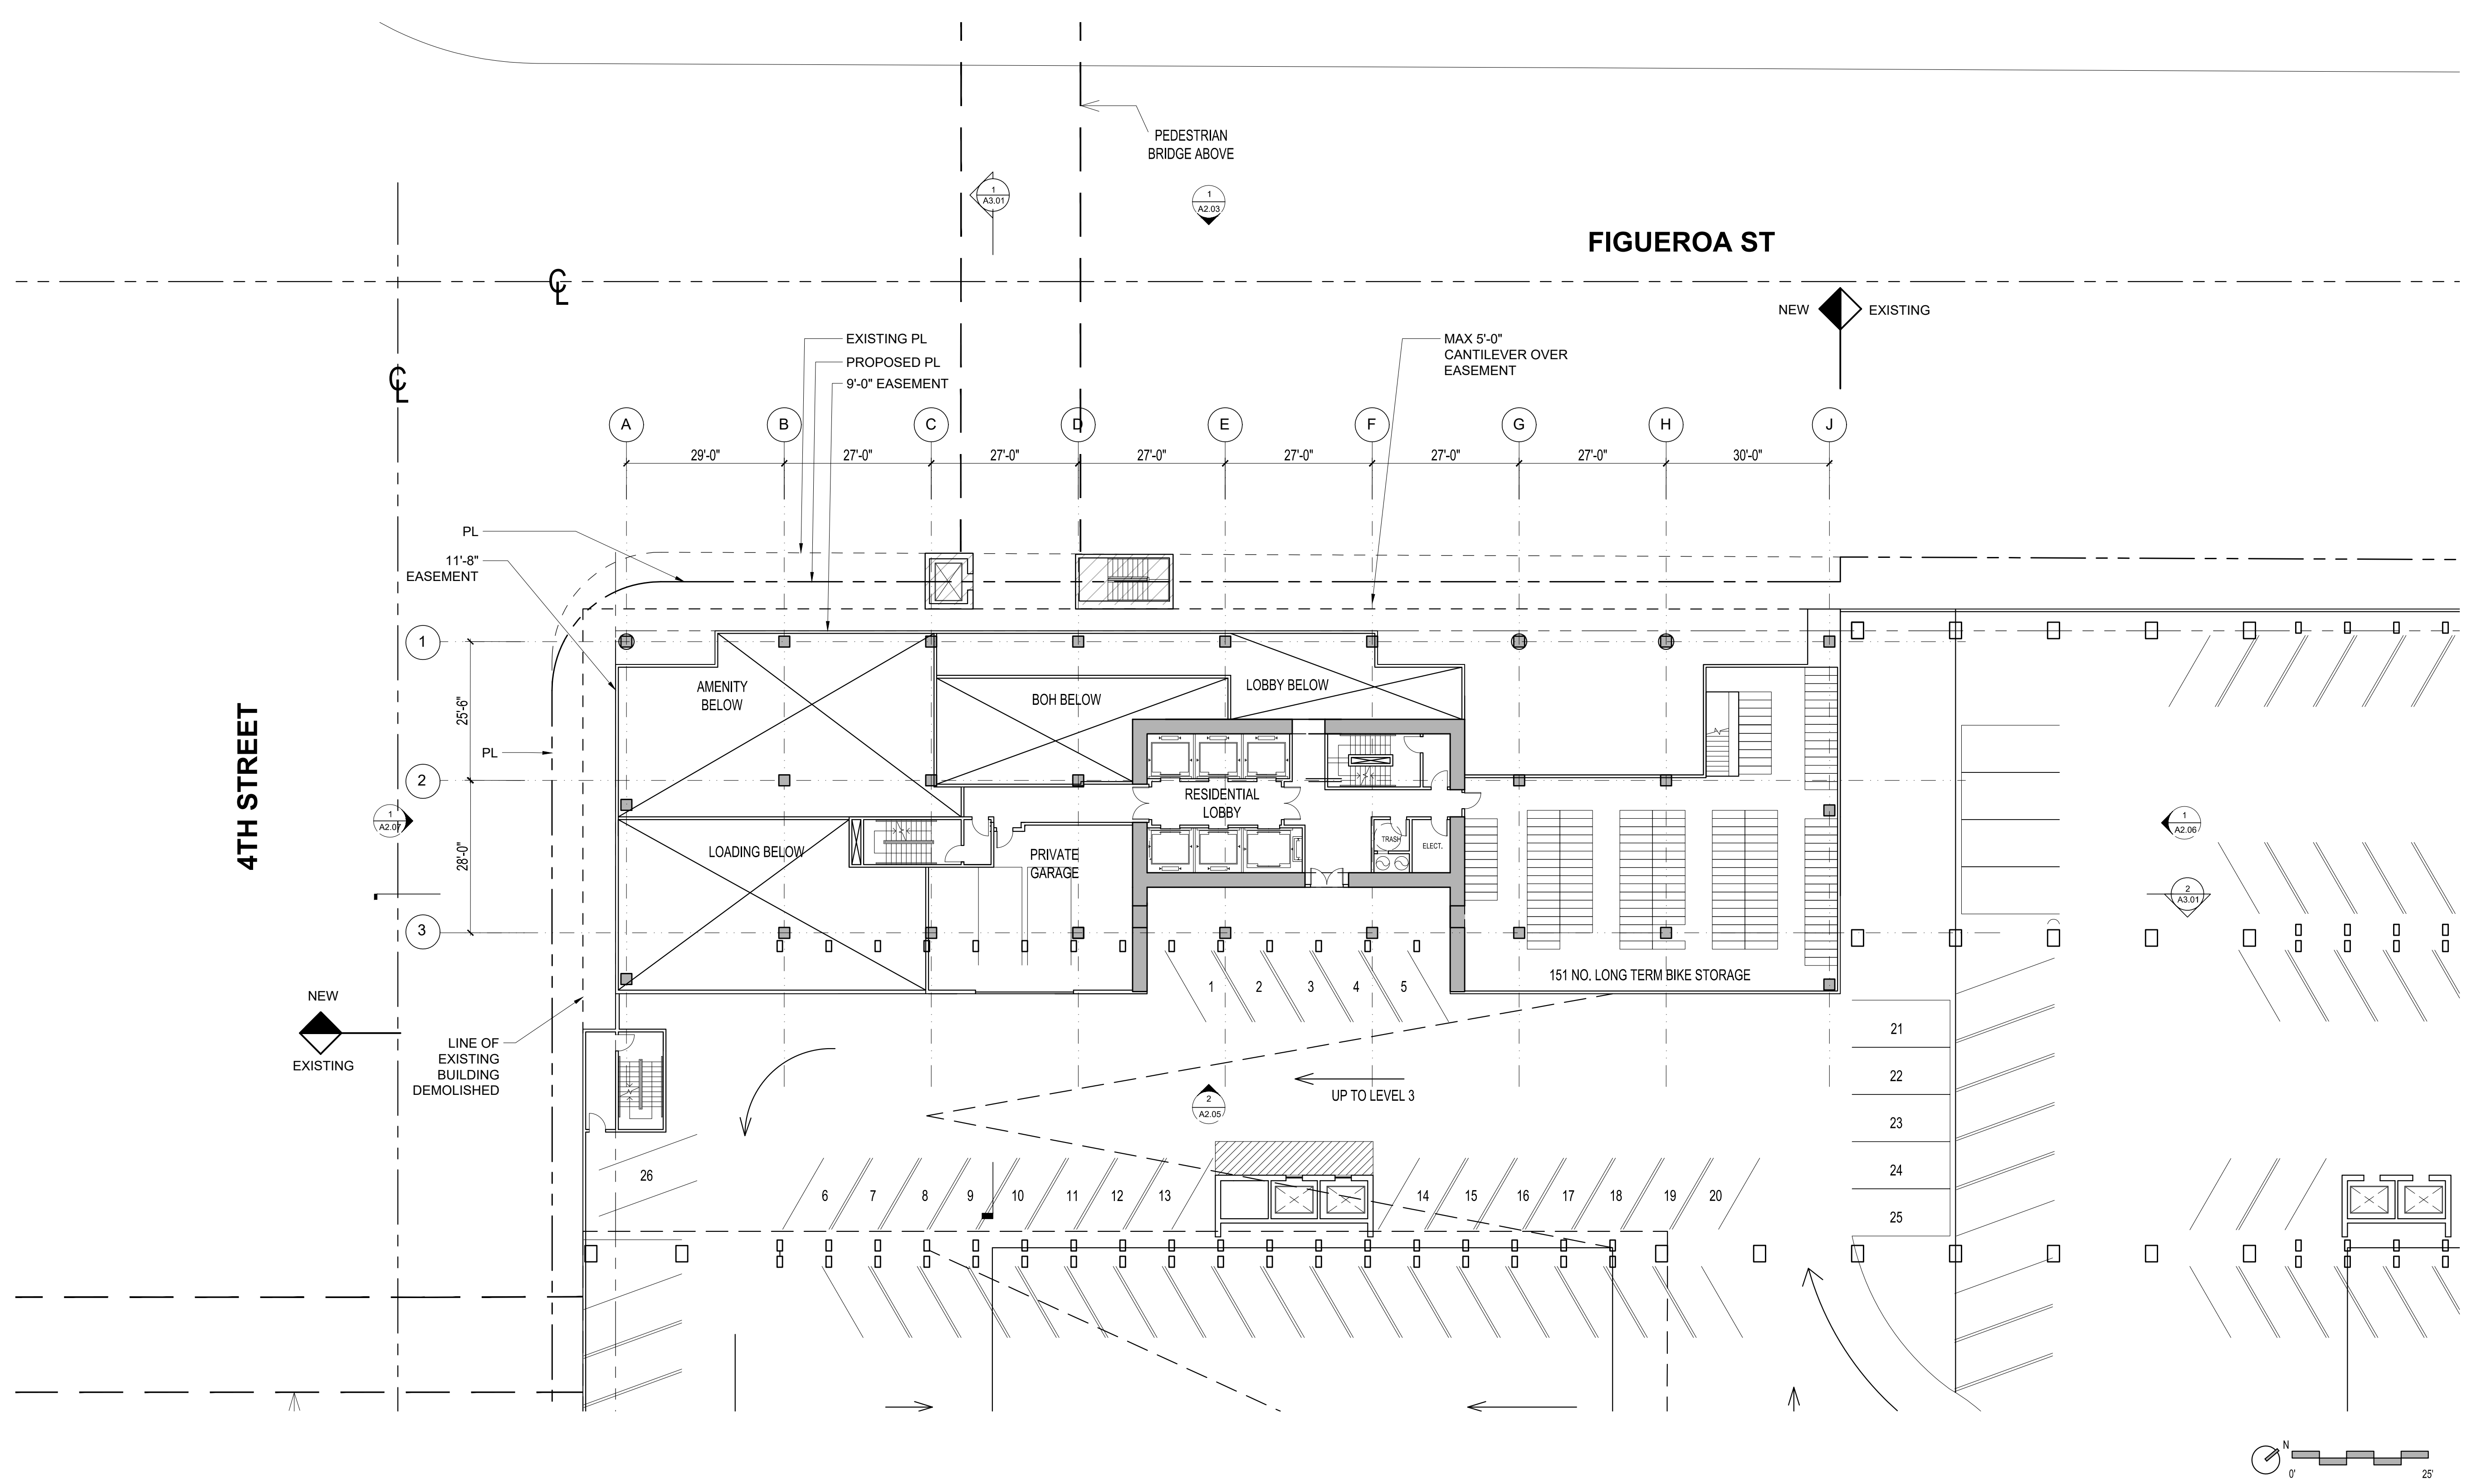 PEDESTRIAN
BRIDGE ABOVE
1
A3.01
1
A2.03
FIGUEROA ST
CL
NEW
EXISTING
EXISTING PL
PROPOSED PL
9'-0" EASEMENT
MAX 5'-0"
CANTILEVER OVER
EASEMENT
CL
A
B
C
D
E
F
G
H
J
29'-0"
27'-0"
27'-0"
27'-0"
27'-0"
27'-0"
27'-0"
30'-0"
PL
11'-8"
EASEMENT
1
25'-6"
AMENITY
BELOW
BOH BELOW
LOBBY BELOW
4TH STREET
PL
2
RESIDENTIAL
LOBBY
1
A2.07
1
A2.06
28'-0"
LOADING BELOW
PRIVATE
GARAGE
TRASH
ELECT.
2
A3.01
3
1
2
3
4
5
151 NO. LONG TERM BIKE STORAGE
NEW
EXISTING
LINE OF
EXISTING
BUILDING
DEMOLISHED
21
22
23
24
25
UP TO LEVEL 3
2
A2.05
26
6
7
8
9
10
11
12
13
14
15
16
17
18
19
20
N
0'
25'